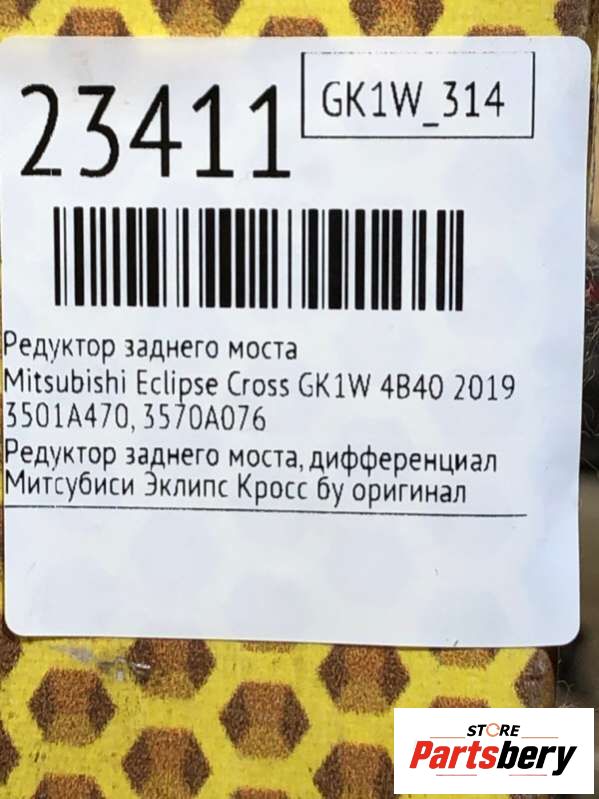 23411
GK1W_314
Редуктор заднего моста
Mitsubishi Eclipse Cross GK1W 4B40 2019
3501A470, 3570A076
Редуктор заднего моста, дифференциал
Митсубиси Эклипс Кросс бу оригинал
STORE
Partsbery